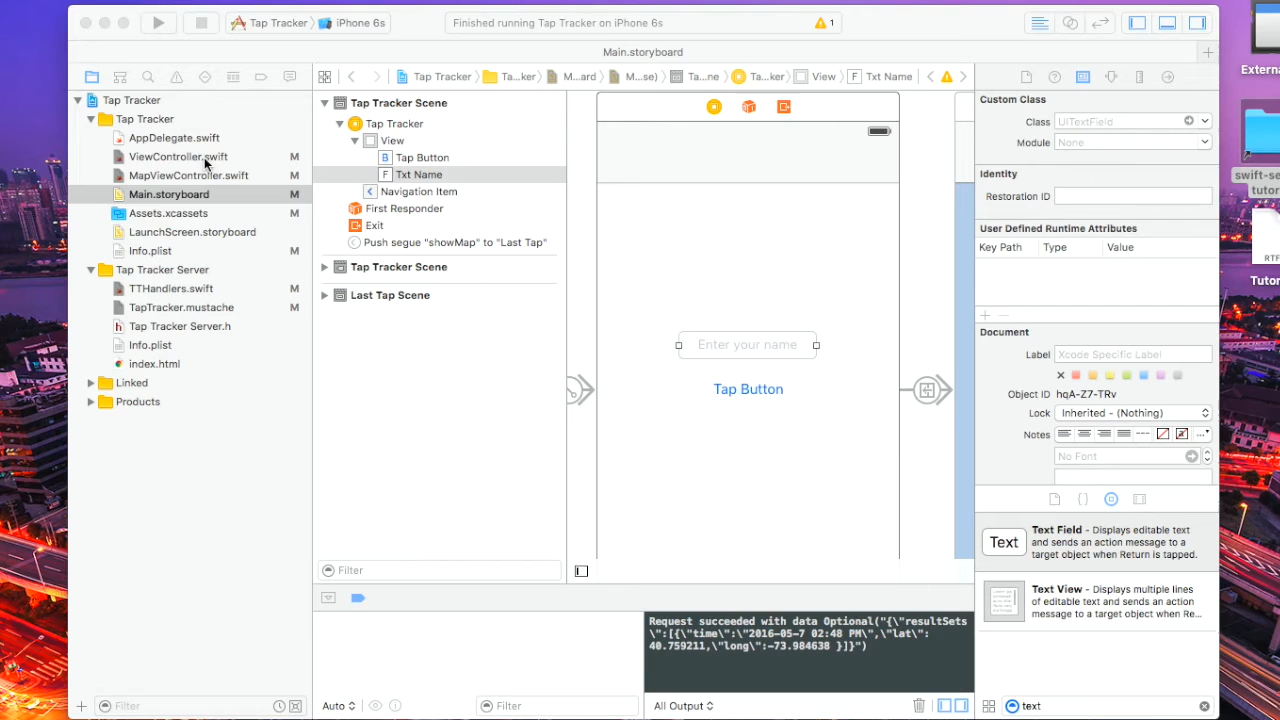 Tap Tracker
iPhone 6s
Finished running Tap Tracker on iPhone 6s
1
Main.storyboard
Tap Tracker
Ta...ker
M...ard
M...se)
Ta...ne
Ta...ker
View
F
Txt Name
Tap Tracker
Tap Tracker
AppDelegate.swift
ViewController.swift
M
MapViewController.swift
M
Main.storyboard
M
Assets.xcassets
M
LaunchScreen.storyboard
Info.plist
M
Tap Tracker Server
TTHandlers.swift
M
TapTracker.mustache
M
h
Tap Tracker Server.h
Info.plist
index.html
Linked
Products
Filter
Tap Tracker Scene
Tap Tracker
View
B
Tap Button
F
Txt Name
Navigation Item
First Responder
Exit
Push segue "showMap" to "Last Tap"
Tap Tracker Scene
Last Tap Scene
Filter
Enter your name
Tap Button
Auto
Filter
Request succeeded with data Optional("{\"resultSets
\":[{\"time\":\"2016-05-7 02:48 PM\",\"lat\":
40.759211,\"long\":-73.984638 }]}")
All Output
Custom Class
Class
UITextField
Module
None
Identity
Restoration ID
User Defined Runtime Attributes
Key Path
Type
Value
Document
Label
Xcode Specific Label
Object ID
hqA-Z7-TRv
Lock
Inherited - (Nothing)
Notes
No Font
Text
Text Field - Displays editable text
and sends an action message to a
target object when Return is tapped.
Text View - Displays multiple lines
of editable text and sends an action
message to a target object when Re...
text
Externa
swift-se
tutor
RTF
Tutor